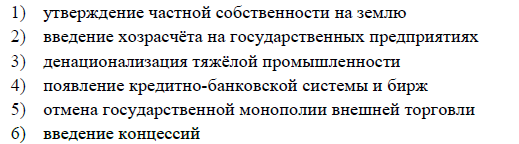 1) утверждение частной собственности на землю
2) введение хозрасчёта на государственных предприятиях
3) денационализация тяжёлой промышленности
4) появление кредитно-банковской системы и бирж
5) отмена государственной монополии внешней торговли
6) введение концессий